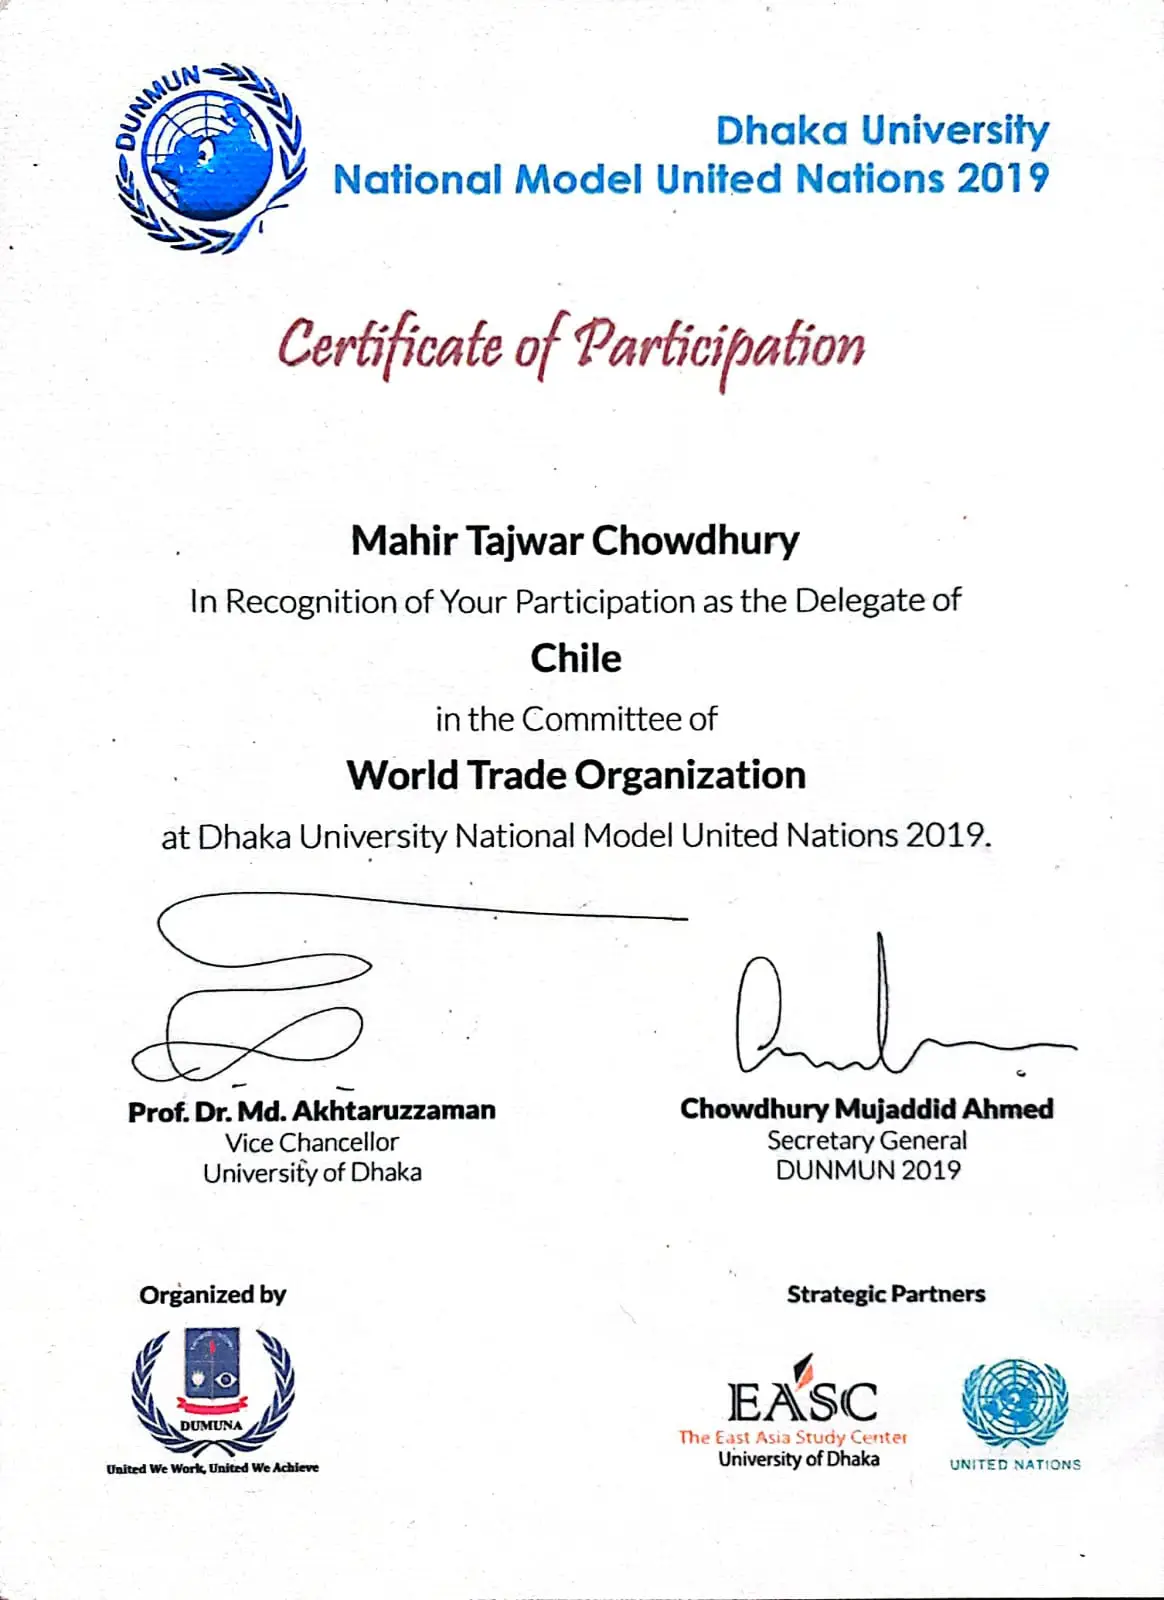 DUNMUN
Dhaka University
National Model United Nations 2019
Certificate of Participation
Mahir Tajwar Chowdhury
In Recognition of Your Participation as the Delegate of
Chile
in the Committee of
World Trade Organization
at Dhaka University National Model United Nations 2019.
Prof. Dr. Md. Akhtaruzzaman
Vice Chancellor
University of Dhaka
Chowdhury Mujaddid Ahmed
Secretary General
DUNMUN 2019
Organized by
DUMUNA
United We Work, United We Achieve
Strategic Partners
EASC
The East Asia Study Center
University of Dhaka
UNITED NATIONS